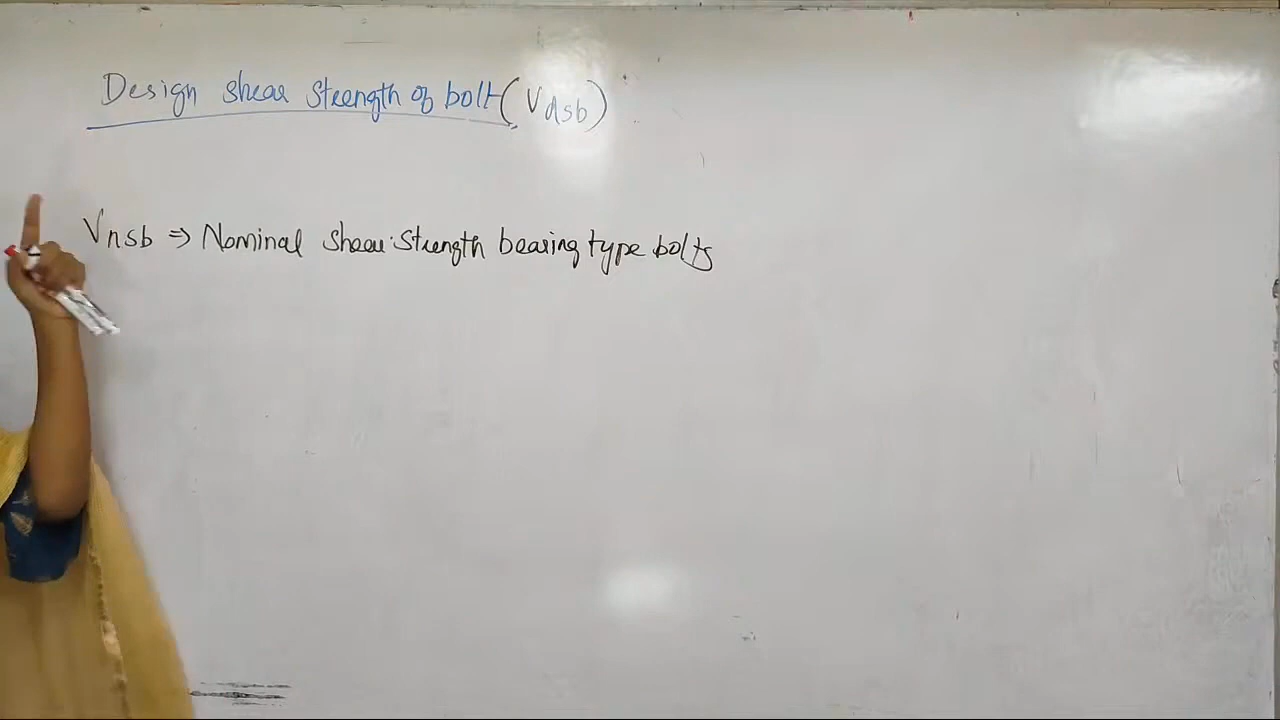 Design shear strength of bolt (Vdsb)
Vnsb ⇒ Nominal shear strength bearing type bolts